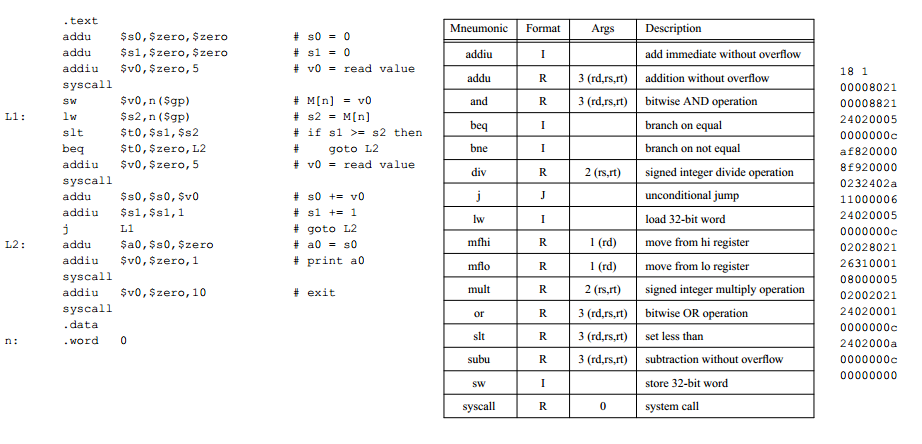 .text
addu $s0,$zero,$zero # s0 = 0
addu $s1,$zero,$zero # s1 = 0
addiu $v0,$zero,5 # v0 = read value
syscall
sw $v0,n($gp) # M[n] = v0
L1: lw $s2,n($gp) # s2 = M[n]
slt $t0,$s1,$s2 # if s1 >= s2 then
beq $t0,$zero,L2 # goto L2
addiu $v0,$zero,5 # v0 = read value
syscall
addu $s0,$s0,$v0 # s0 += v0
addiu $s1,$s1,1 # s1 += 1
j L1 # goto L1
L2: addu $a0,$s0,$zero # a0 = s0
addiu $v0,$zero,1 # print a0
syscall
addiu $v0,$zero,10 # exit
syscall
.data
n: .word 0
Mneumonic Format Args Description
addiu I add immediate without overflow
addu R 3 (rd,rs,rt) addition without overflow
and R 3 (rd,rs,rt) bitwise AND operation
beq I branch on equal
bne I branch on not equal
div R 2 (rs,rt) signed integer divide operation
j J unconditional jump
lw I load 32-bit word
mfhi R 1 (rd) move from hi register
mflo R 1 (rd) move from lo register
mult R 2 (rs,rt) signed integer multiply operation
or R 3 (rd,rs,rt) bitwise OR operation
slt R 3 (rd,rs,rt) set less than
subu R 3 (rd,rs,rt) subtraction without overflow
sw I store 32-bit word
syscall R 0 system call
18 1
00008021
00008821
24020005
0000000c
af820000
8f920000
0232402a
11000006
24020005
0000000c
02028021
26310001
08000005
02002021
24020001
0000000c
2402000a
0000000c
00000000